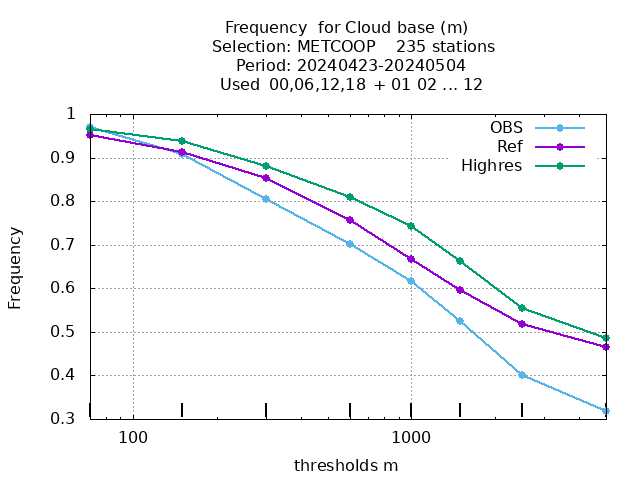 Frequency  for Cloud base (m)
Selection: METCOOP    235 stations
Period: 20240423-20240504
Used  00,06,12,18  + 01 02 ... 12
OBS
Ref
Highres
Frequency
1
0.9
0.8
0.7
0.6
0.5
0.4
0.3
100
1000
thresholds m